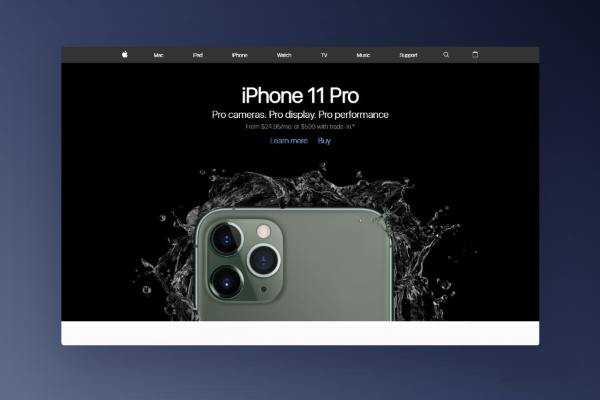 Mac iPad iPhone Watch TV Music Support
iPhone 11 Pro
Pro cameras. Pro display. Pro performance
From $24.95/mo. or $599 with trade-in.*
Learn more Buy